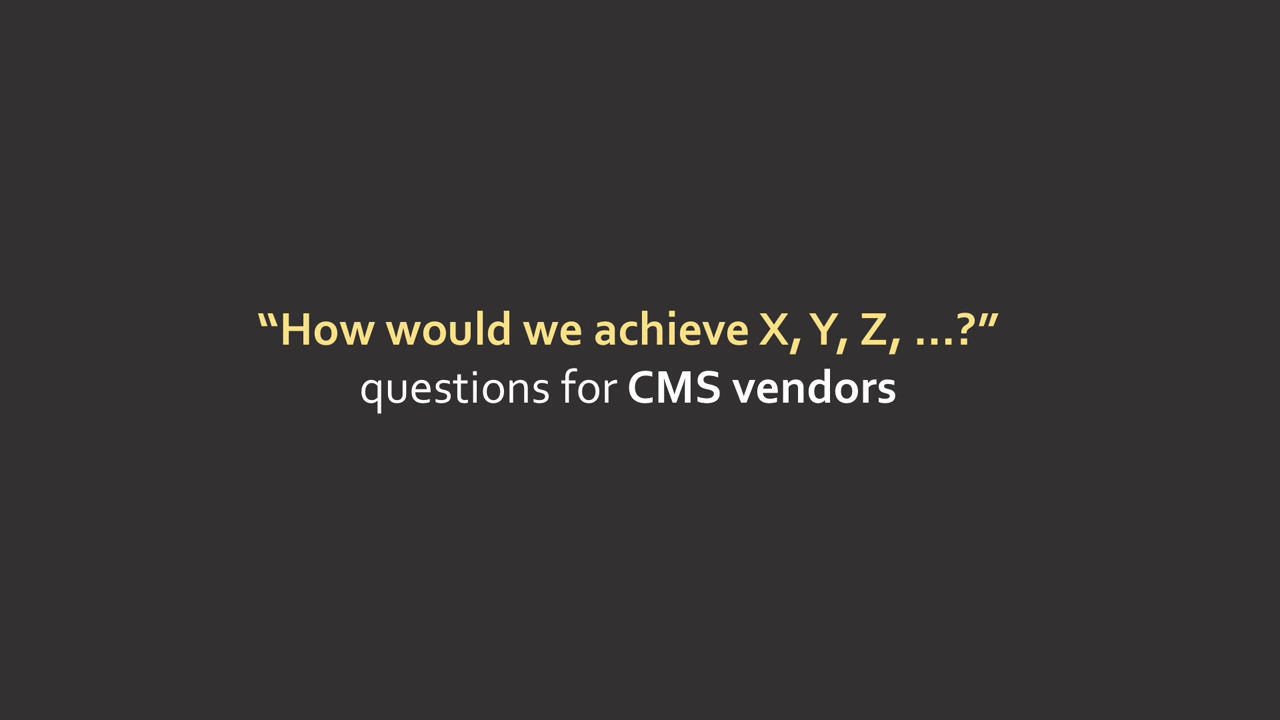 “How would we achieve X, Y, Z, ...?”
questions for CMS vendors